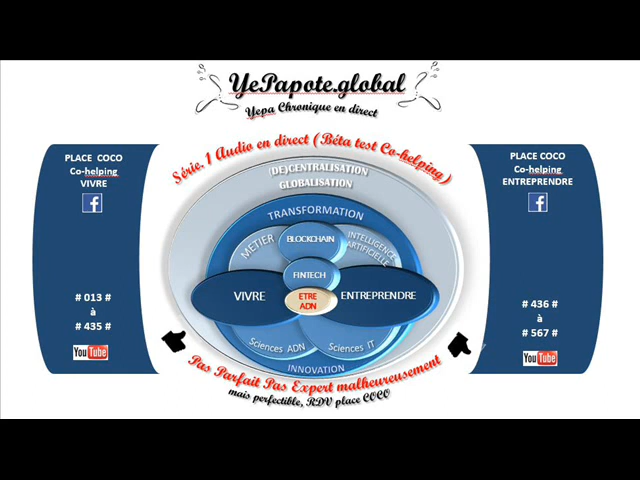 YePapote.global
Yepa Chronique en direct
Série, 1 Audio en direct (Béta test Co-helping)
PLACE COCO
Co-helping
VIVRE
# 013 #
à
# 435 #
YouTube
(DE)CENTRALISATION
GLOBALISATION
TRANSFORMATION
METIER
BLOCKCHAIN
INTELLIGENCE
ARTIFICIELLE
FINTECH
VIVRE
ETRE
ADN
ENTREPRENDRE
Sciences ADN
Sciences IT
INNOVATION
PLACE COCO
Co-helping
ENTREPRENDRE
# 436 #
à
# 567 #
YouTube
Pas Parfait Pas Expert malheureusement
mais perfectible, RDV place COCO